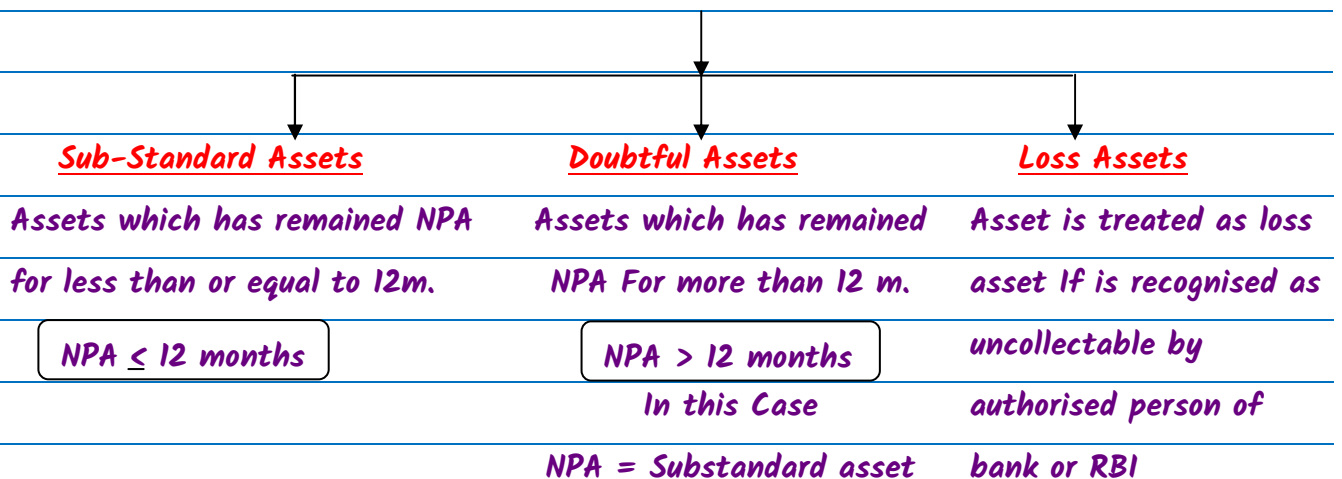 Sub-Standard Assets
Assets which has remained NPA
for less than or equal to 12m.
NPA ≤ 12 months
Doubtful Assets
Assets which has remained
NPA For more than 12 m.
NPA > 12 months
In this Case
NPA = Substandard asset
Loss Assets
Asset is treated as loss
asset If is recognised as
uncollectable by
authorised person of
bank or RBI